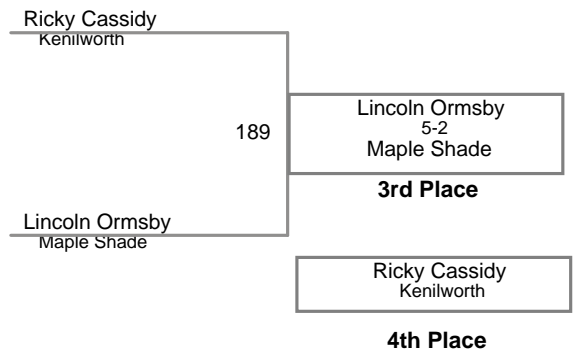 Ricky Cassidy
Kenilworth
189
Lincoln Ormsby
5-2
Maple Shade
3rd Place
Lincoln Ormsby
Maple Shade
Ricky Cassidy
Kenilworth
4th Place